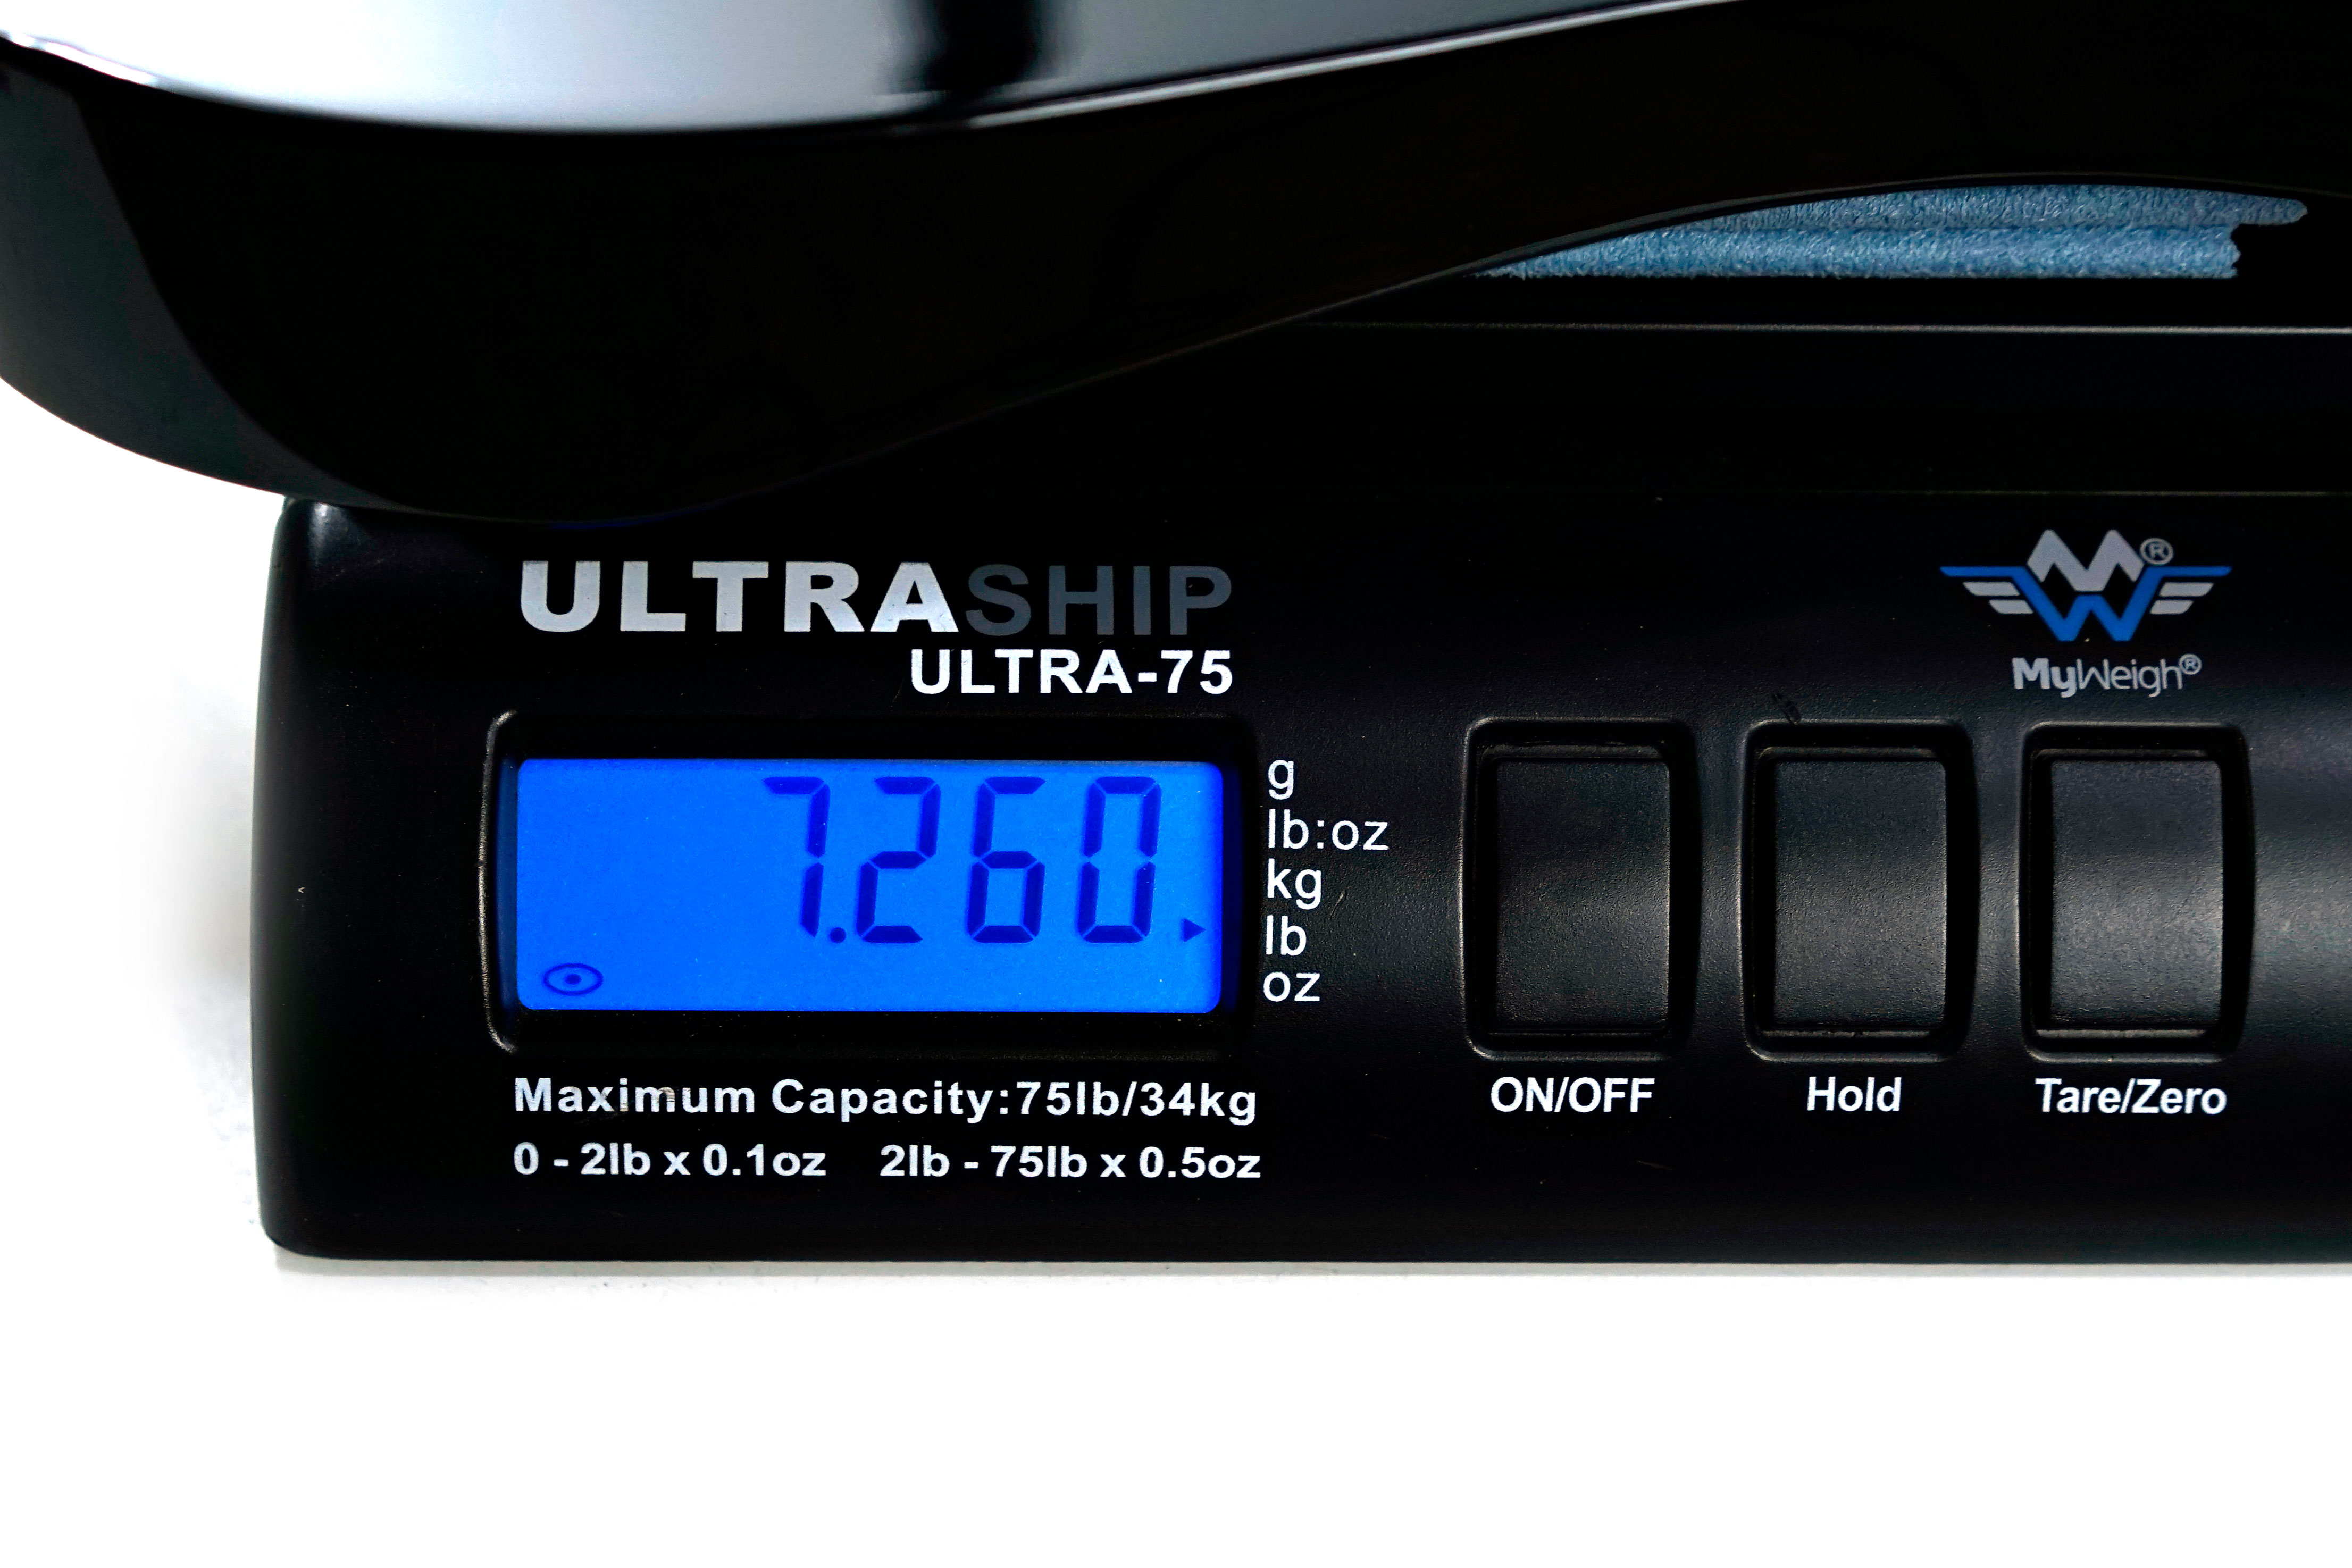 ULTRASHIP
ULTRA-75
MW®
MyWeigh®
7.260
g
lb:oz
kg
lb
oz
Maximum Capacity:75lb/34kg
0 - 2lb x 0.1oz 2lb - 75lb x 0.5oz
ON/OFF
Hold
Tare/Zero